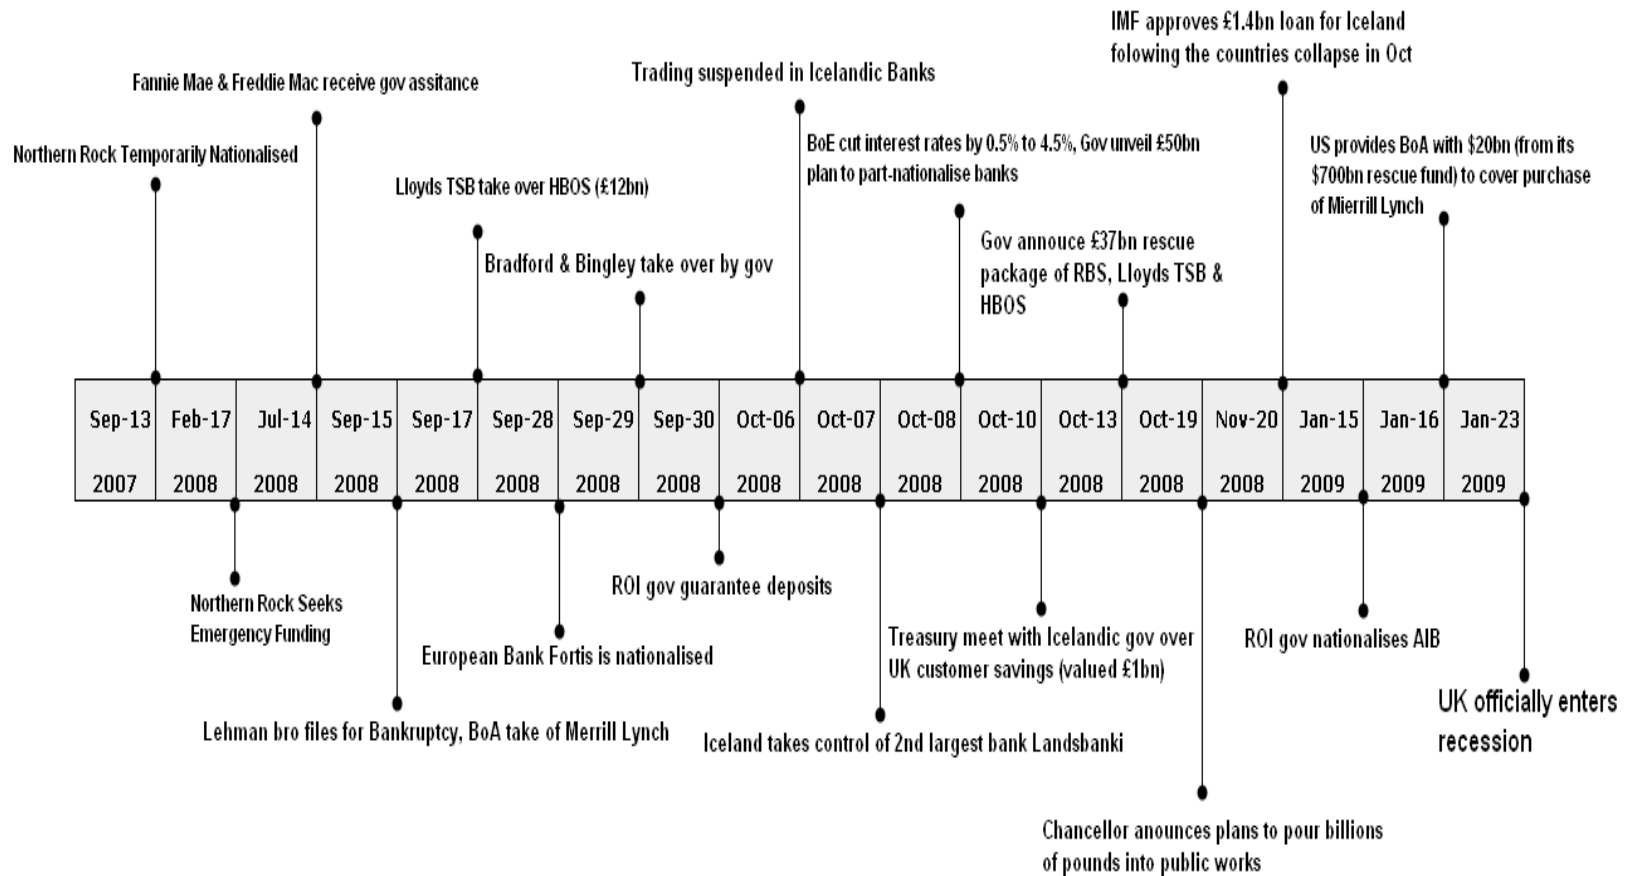 IMF approves £1.4bn loan for Iceland
folowing the countries collapse in Oct
Trading suspended in Icelandic Banks
Fannie Mae & Freddie Mac receive gov assitance
BoE cut interest rates by 0.5% to 4.5%, Gov unveil £50bn
plan to part-nationalise banks
US provides BoA with $20bn (from its
$700bn rescue fund) to cover purchase
of Mierrill Lynch
Northern Rock Temporarily Nationalised
Lloyds TSB take over HBOS (£12bn)
Gov annouce £37bn rescue
package of RBS, Lloyds TSB &
HBOS
Bradford & Bingley take over by gov
Sep-13 Feb-17 Jul-14 Sep-15 Sep-17 Sep-28 Sep-29 Sep-30 Oct-06 Oct-07 Oct-08 Oct-10 Oct-13 Oct-19 Nov-20 Jan-15 Jan-16 Jan-23
2007 2008 2008 2008 2008 2008 2008 2008 2008 2008 2008 2008 2008 2008 2008 2009 2009 2009
ROI gov guarantee deposits
Northern Rock Seeks
Emergency Funding
Treasury meet with Icelandic gov over
UK customer savings (valued £1bn)
ROI gov nationalises AIB
European Bank Fortis is nationalised
UK officially enters
recession
Lehman bro files for Bankruptcy, BoA take of Merrill Lynch
Iceland takes control of 2nd largest bank Landsbanki
Chancellor anounces plans to pour billions
of pounds into public works